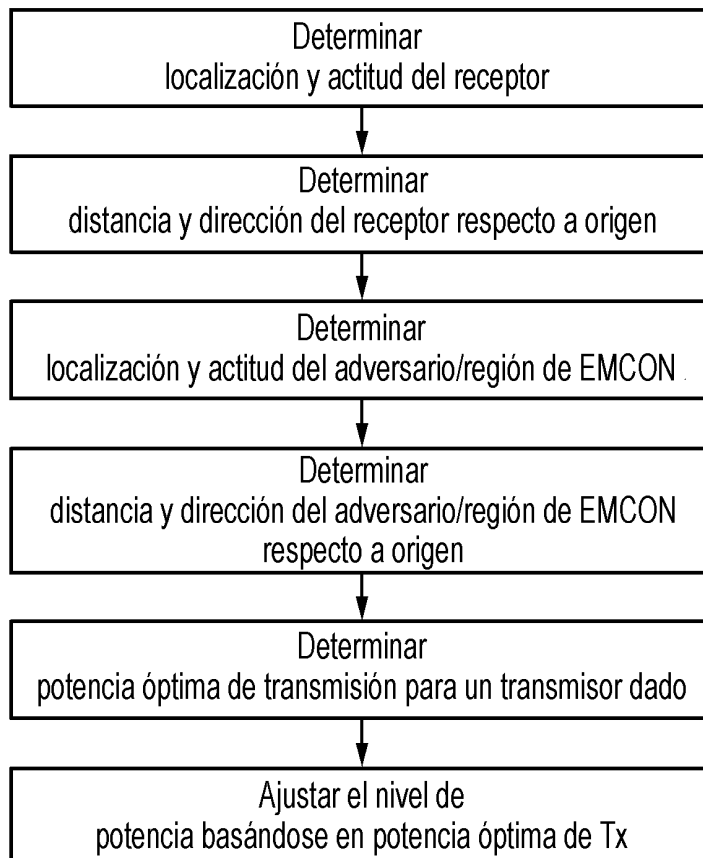 Determinar
localización y actitud del receptor
Determinar
distancia y dirección del receptor respecto a origen
Determinar
localización y actitud del adversario/región de EMCON
Determinar
distancia y dirección del adversario/región de EMCON
respecto a origen
Determinar
potencia óptima de transmisión para un transmisor dado
Ajustar el nivel de
potencia basándose en potencia óptima de Tx